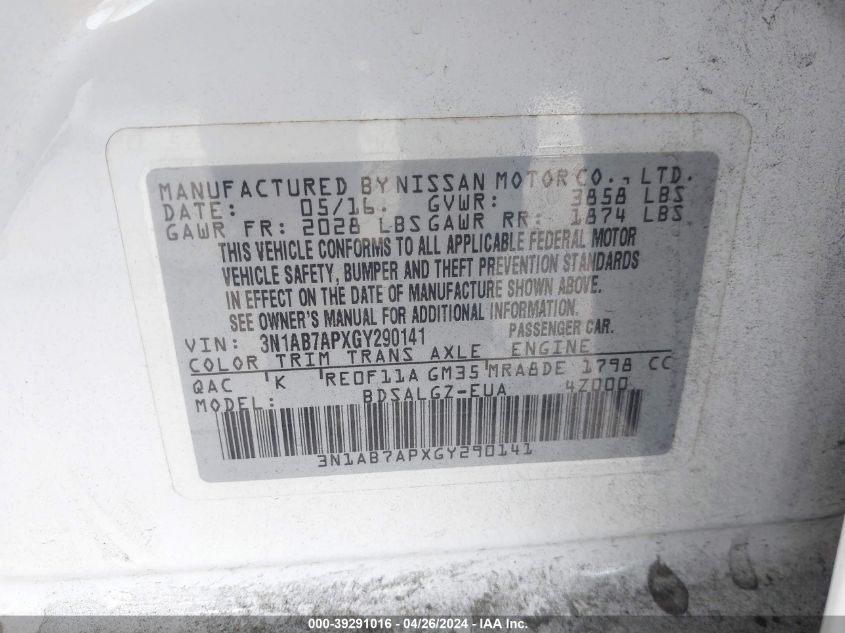 MANUFACTURED BY NISSAN MOTOR CO., LTD.
DATE: 05/16 GVWR: 3858 LBS
GAWR FR: 2028 LBS GAWR RR: 1874 LBS
THIS VEHICLE CONFORMS TO ALL APPLICABLE FEDERAL MOTOR
VEHICLE SAFETY, BUMPER AND THEFT PREVENTION STANDARDS
IN EFFECT ON THE DATE OF MANUFACTURE SHOWN ABOVE.
SEE OWNER'S MANUAL FOR ADDITIONAL INFORMATION.
VIN: 3N1AB7APXGY290141 PASSENGER CAR.
COLOR TRIM TRANS AXLE ENGINE
QAC K RE0F11A GM35 MRA8DE 1798 CC
MODEL: BDSALGZ-EUA 4Z000
3N1AB7APXGY290141
000-39291016 - 04/26/2024 - IAA, Inc.